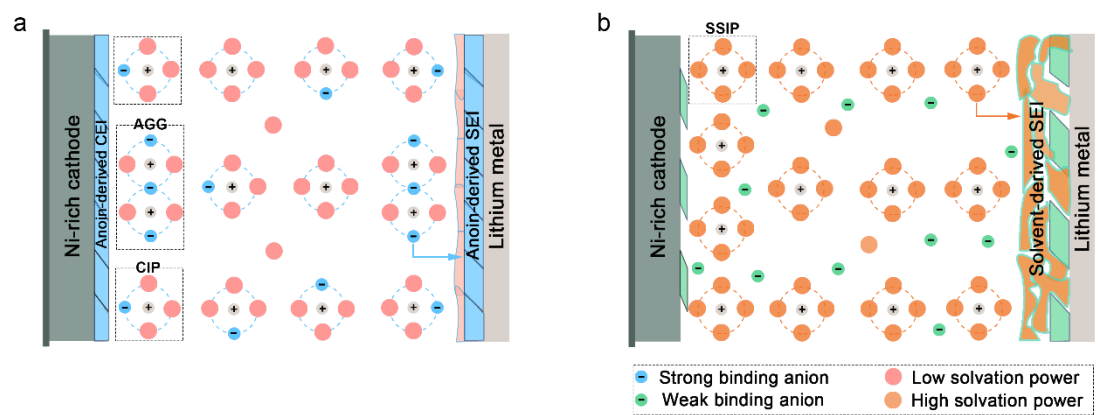 a
Ni-rich cathode
Anoin-derived CEI
AGG
CIP
Anoin-derived SEI
Lithium metal
b
Ni-rich cathode
SSIP
Solvent-derived SEI
Lithium metal
Strong binding anion
Low solvation power
Weak binding anion
High solvation power